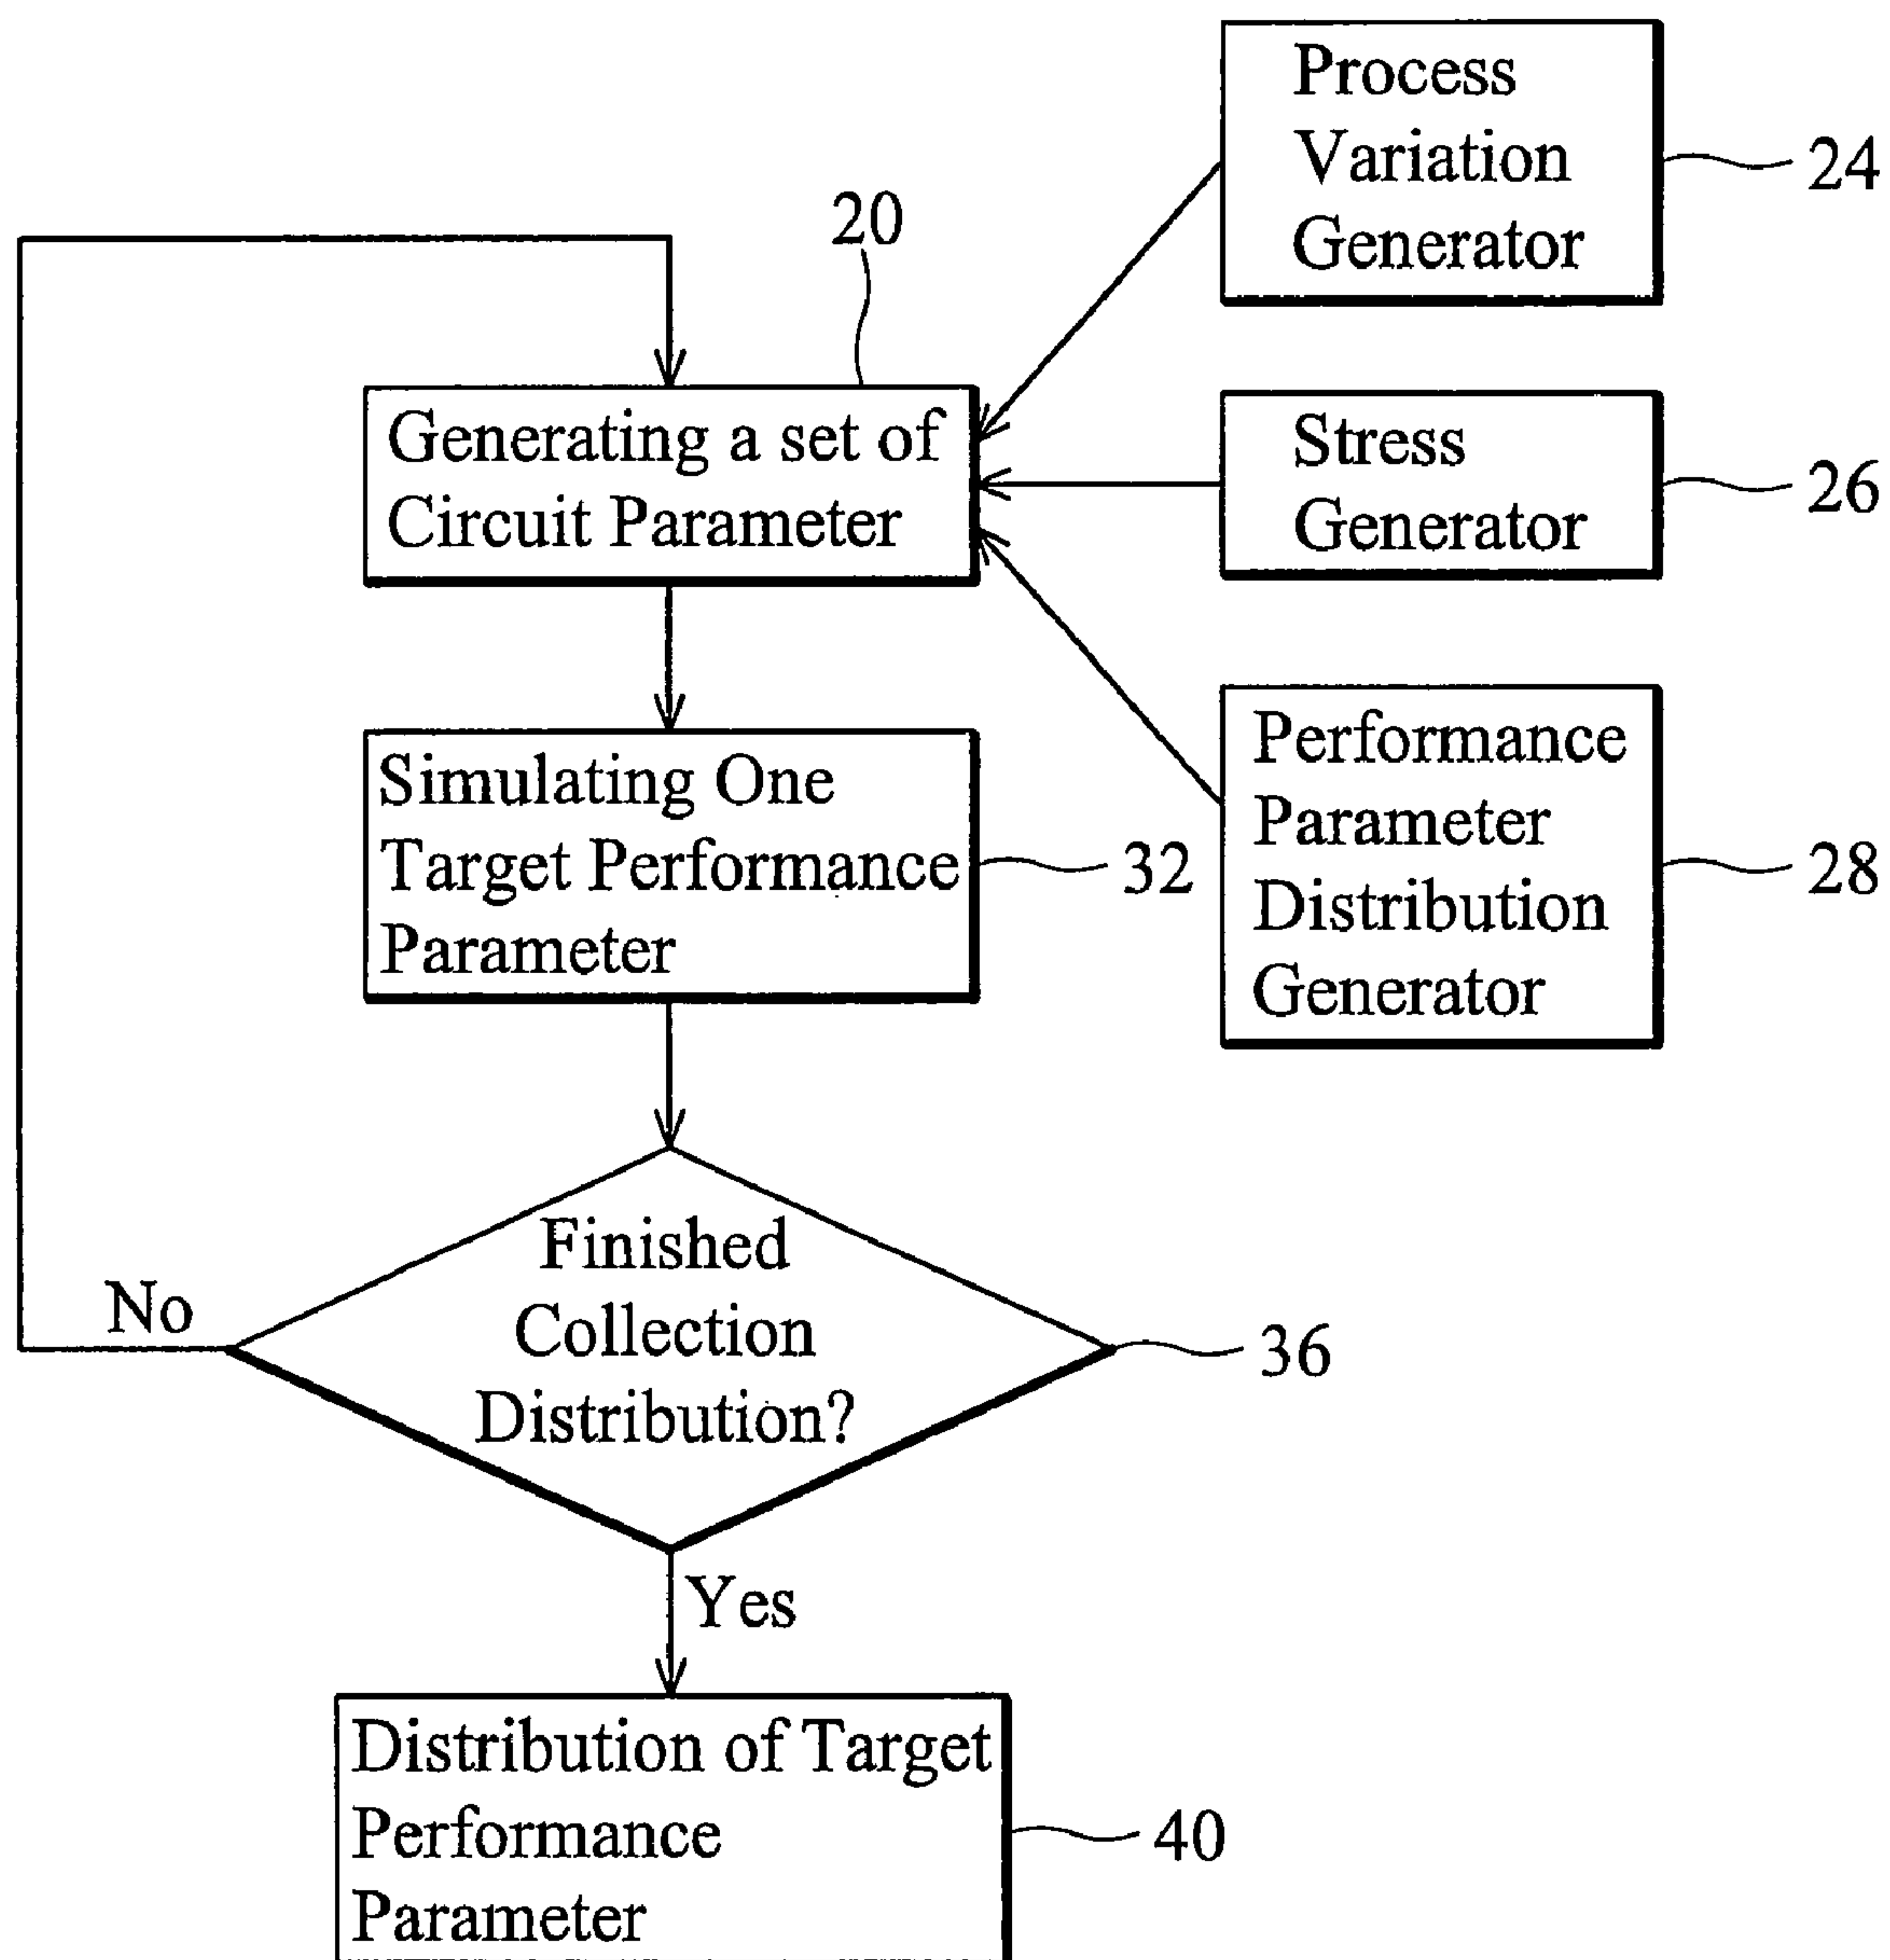 Process
Variation
Generator
24
20
Generating a set of
Circuit Parameter
Stress
Generator
26
Simulating One
Target Performance
Parameter
32
Performance
Parameter
Distribution
Generator
28
Finished
Collection
Distribution?
36
No
Yes
Distribution of Target
Performance
Parameter
40